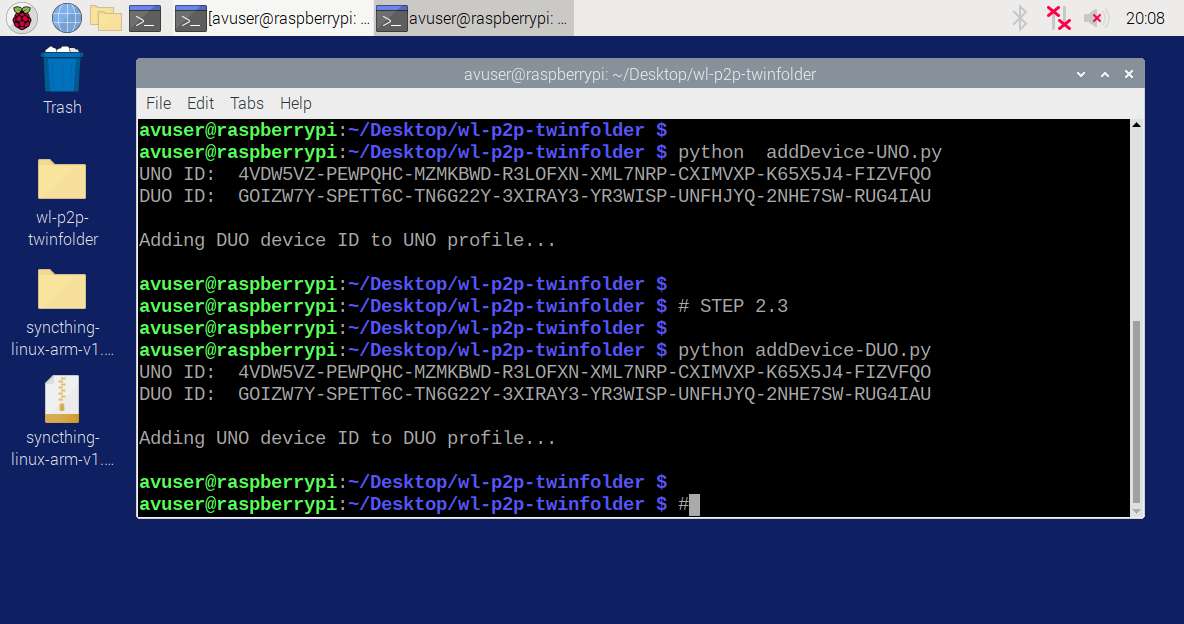 [avuser@raspberrypi: ...
avuser@raspberrypi: ...
20:08
Trash
wl-p2p-
twinfolder
syncthing-
linux-arm-v1....
syncthing-
linux-arm-v1....
avuser@raspberrypi: ~/Desktop/wl-p2p-twinfolder
File Edit Tabs Help
avuser@raspberrypi:~/Desktop/wl-p2p-twinfolder $
avuser@raspberrypi:~/Desktop/wl-p2p-twinfolder $ python  addDevice-UNO.py
UNO ID:  4VDW5VZ-PEWPQHC-MZMKBWD-R3LOFXN-XML7NRP-CXIMVXP-K65X5J4-FIZVFQO
DUO ID:  GOIZW7Y-SPETT6C-TN6G22Y-3XIRAY3-YR3WISP-UNFHJYQ-2NHE7SW-RUG4IAU
Adding DUO device ID to UNO profile...
avuser@raspberrypi:~/Desktop/wl-p2p-twinfolder $
avuser@raspberrypi:~/Desktop/wl-p2p-twinfolder $ # STEP 2.3
avuser@raspberrypi:~/Desktop/wl-p2p-twinfolder $
avuser@raspberrypi:~/Desktop/wl-p2p-twinfolder $ python addDevice-DUO.py
UNO ID:  4VDW5VZ-PEWPQHC-MZMKBWD-R3LOFXN-XML7NRP-CXIMVXP-K65X5J4-FIZVFQO
DUO ID:  GOIZW7Y-SPETT6C-TN6G22Y-3XIRAY3-YR3WISP-UNFHJYQ-2NHE7SW-RUG4IAU
Adding UNO device ID to DUO profile...
avuser@raspberrypi:~/Desktop/wl-p2p-twinfolder $
avuser@raspberrypi:~/Desktop/wl-p2p-twinfolder $ #